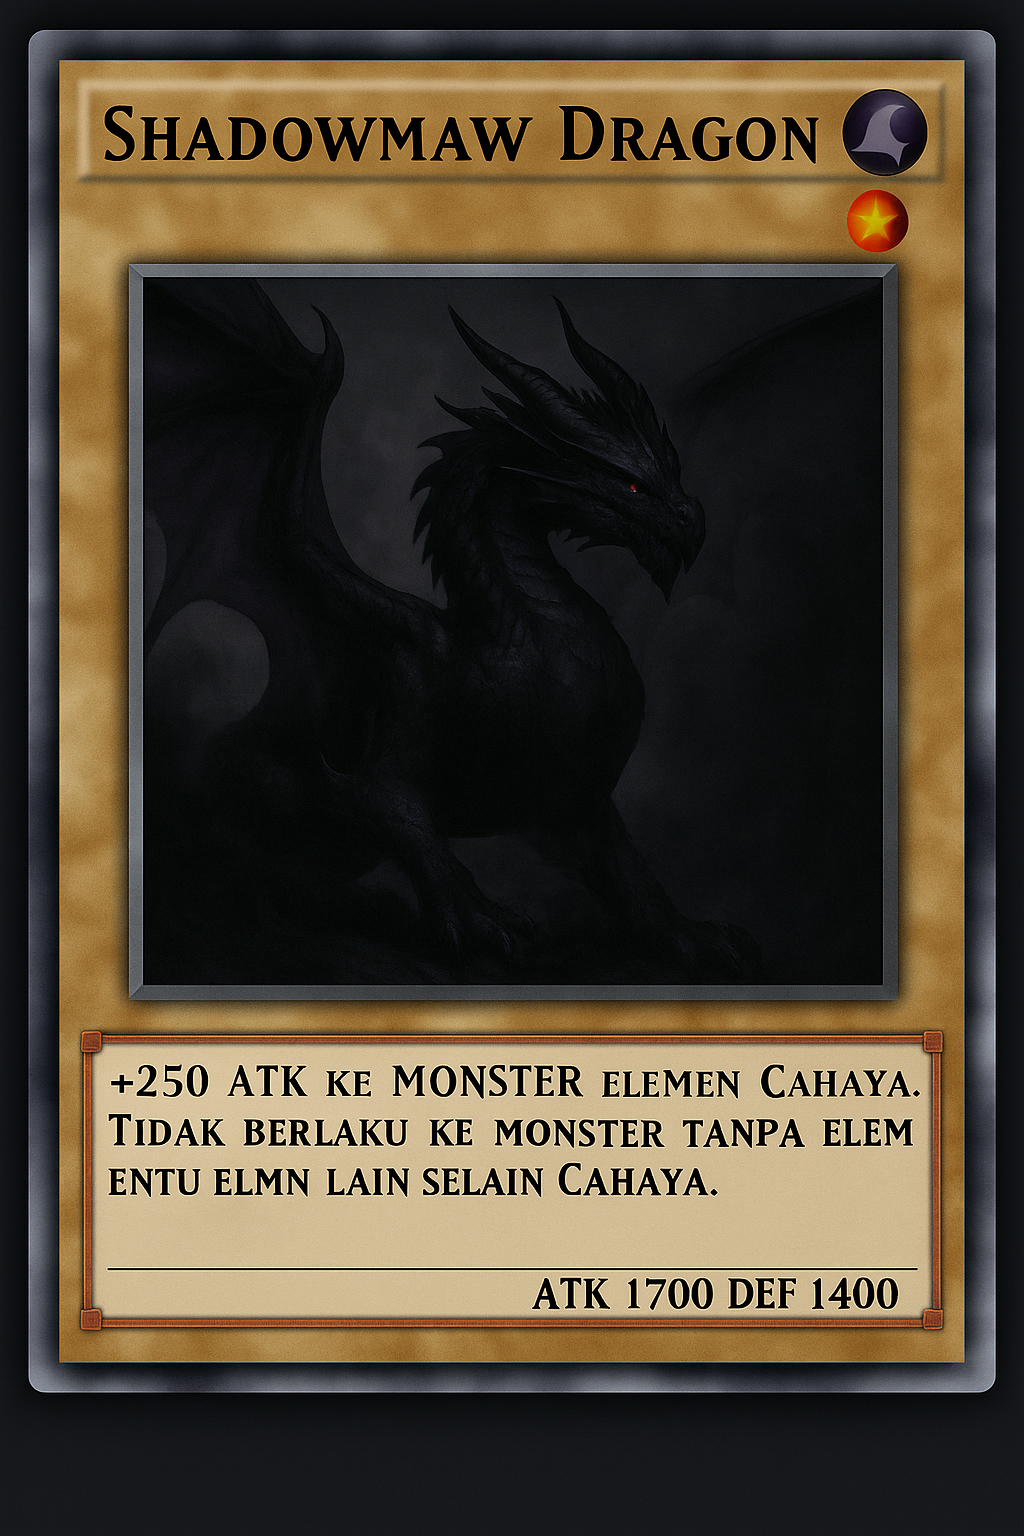 Shadowmaw Dragon
+250 ATK ke MONSTER elemen Cahaya.
Tidak berlaku ke monster tanpa elem
entu elmn lain selain Cahaya.
ATK 1700 DEF 1400